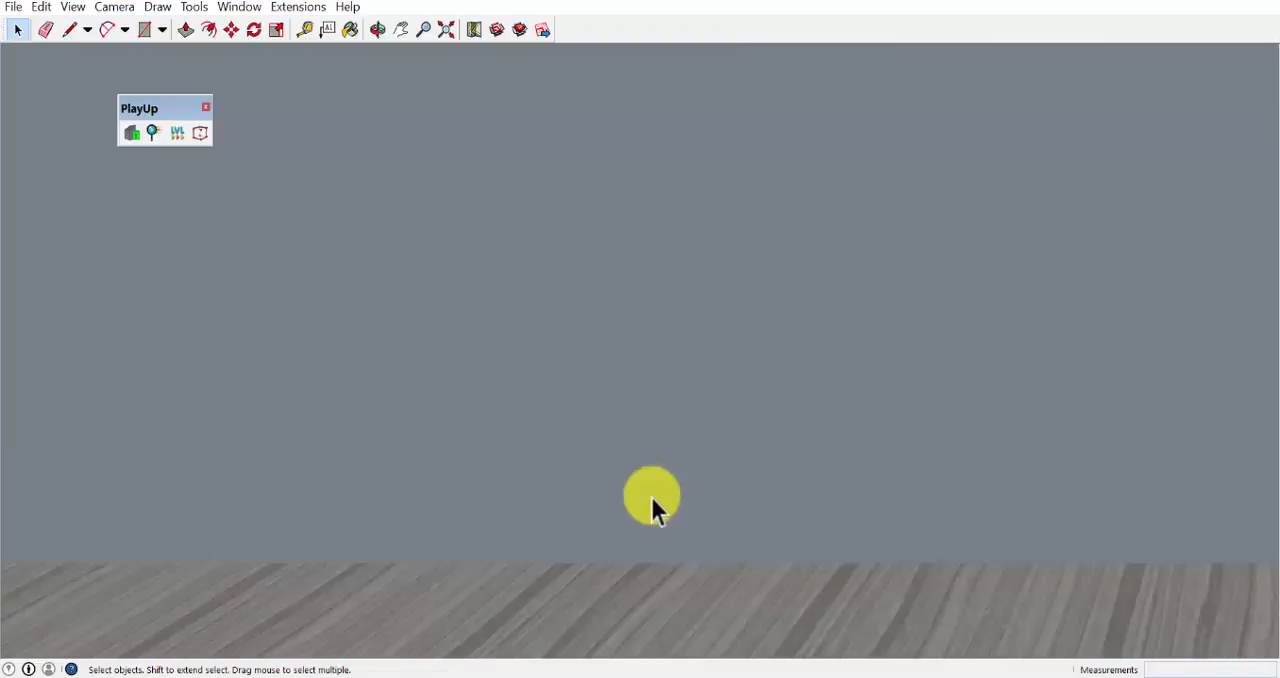 File Edit View Camera Draw Tools Window Extensions Help
PlayUp
LVL
Select objects. Shift to extend select. Drag mouse to select multiple.
Measurements